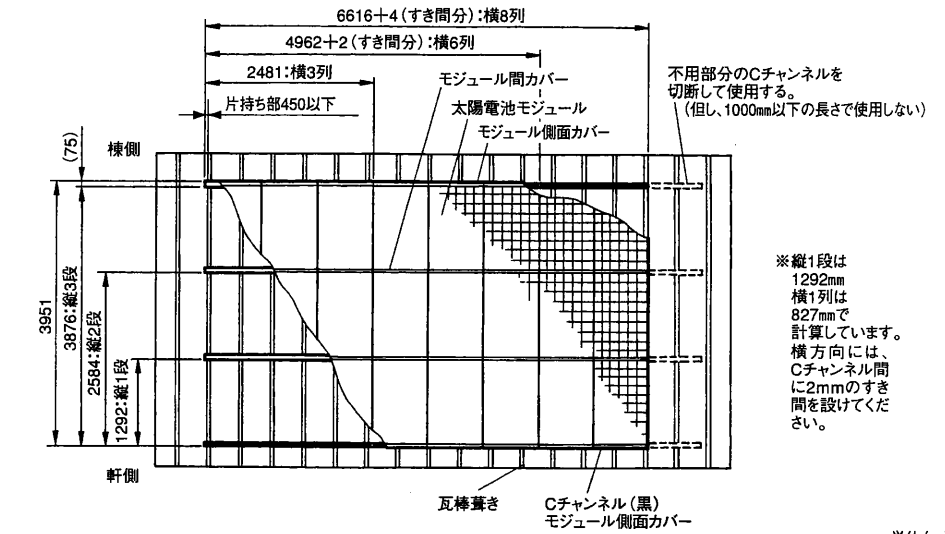 6616+4(すき間分):横8列
4962+2(すき間分):横6列
2481:横3列
片持ち部450以下
モジュール間カバー
太陽電池モジュール
モジュール側面カバー
不用部分のCチャンネルを
切断して使用する。
(但し、1000mm以下の長さで使用しない)
(75)
棟側
3951
3876:縦3段
2584:縦2段
1292:縦1段
※縦1段は
1292mm
横1列は
827mmで
計算しています。
横方向には、
Cチャンネル間
に2mmのすき
間を設けてくだ
さい。
軒側
瓦棒葺き
Cチャンネル(黒)
モジュール側面カバー